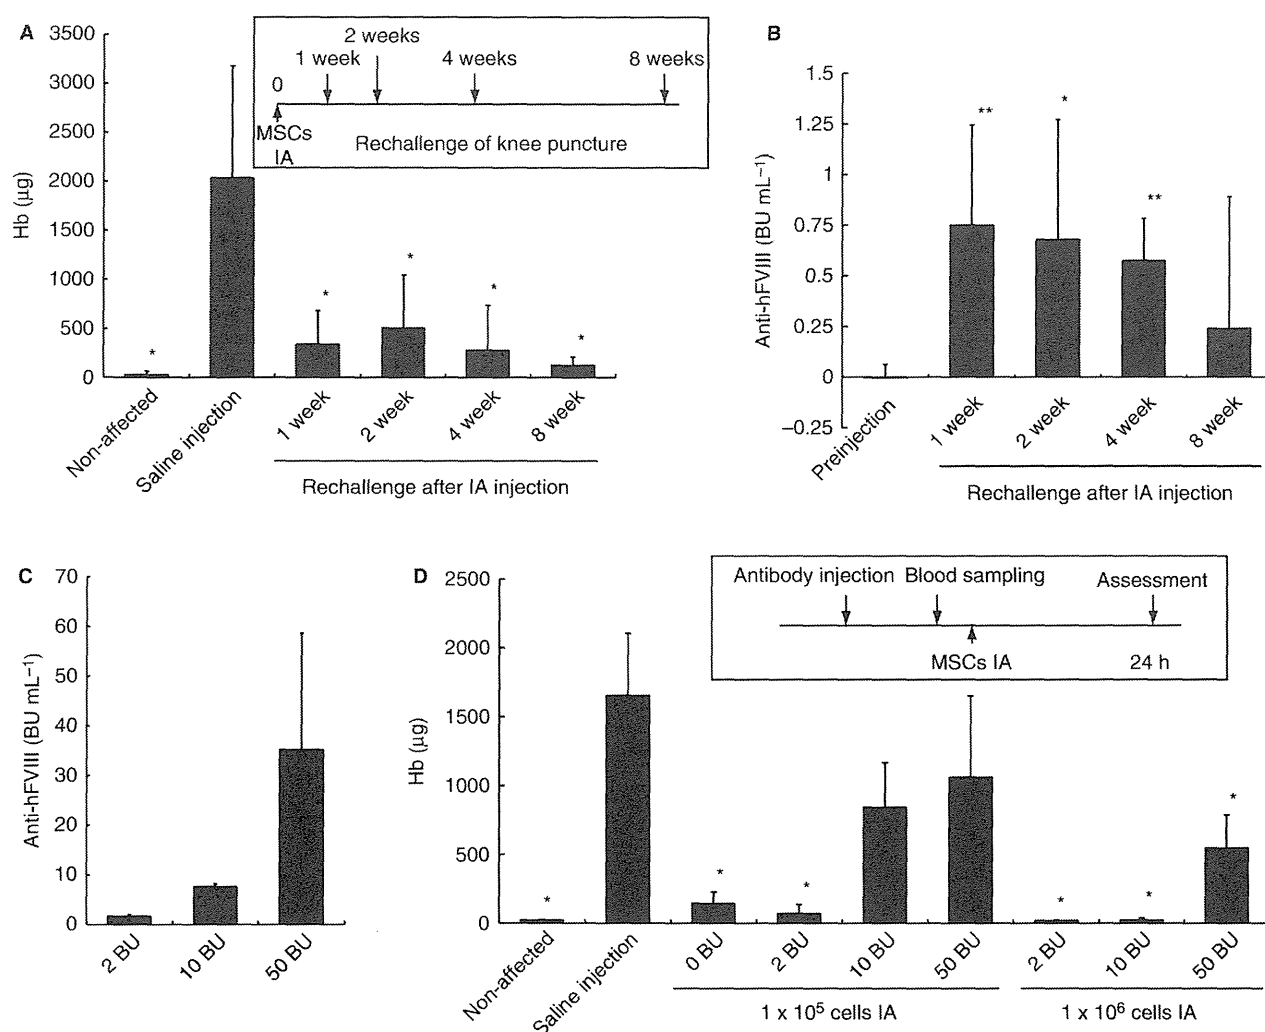 A
3500
3000
2500
2000
1500
1000
500
0
Hb (µg)
2 weeks
1 week
4 weeks
8 weeks
0
MSCs
IA
Rechallenge of knee puncture
*
*
*
*
*
Non-affected
Saline injection
1 week
2 week
4 week
8 week
Rechallenge after IA injection
B
1.5
1.25
1
0.75
0.5
0.25
0
−0.25
Anti-hFVIII (BU mL⁻¹)
**
*
**
Preinjection
1 week
2 week
4 week
8 week
Rechallenge after IA injection
C
70
60
50
40
30
20
10
0
Anti-hFVIII (BU mL⁻¹)
2 BU
10 BU
50 BU
D
2500
2000
1500
1000
500
0
Hb (µg)
Antibody injection Blood sampling Assessment
MSCs IA 24 h
*
*
*
*
*
*
Non-affected
Saline injection
0 BU
2 BU
10 BU
50 BU
2 BU
10 BU
50 BU
1 x 10⁵ cells IA
1 x 10⁶ cells IA